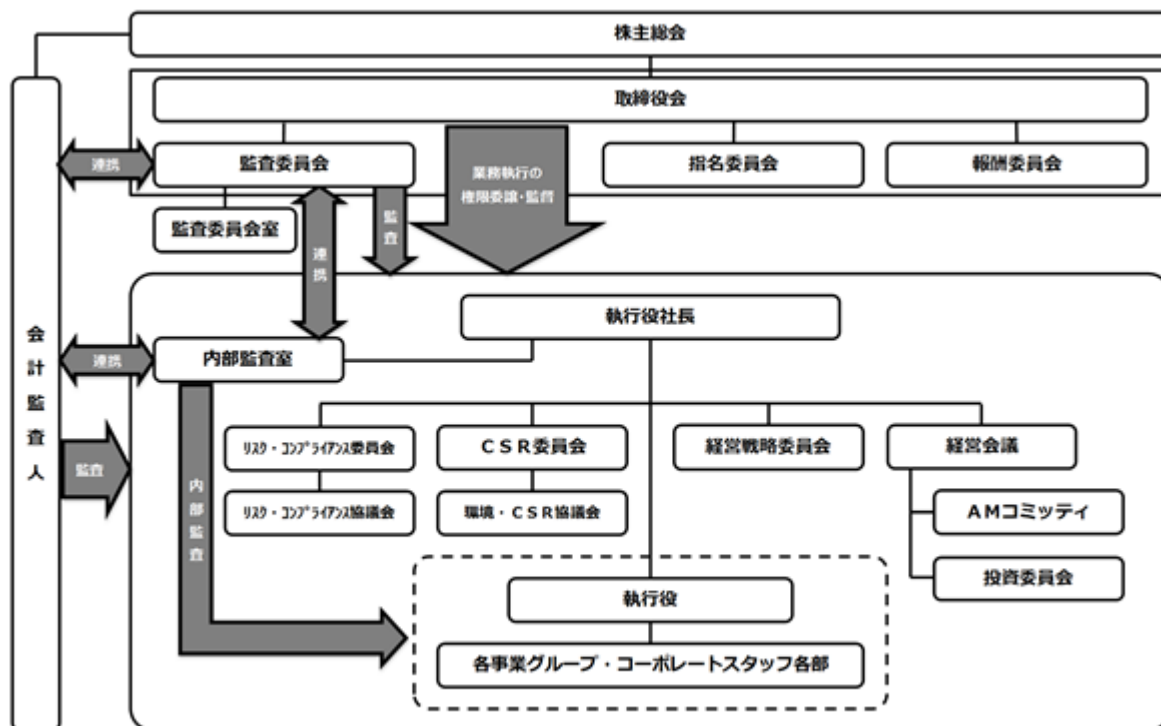 株主総会
取締役会
連携
監査委員会
業務執行の
権限委譲・監督
指名委員会
報酬委員会
監査委員会室
連携
監査
執行役社長
会計監査人
連携
内部監査室
リスク・コンプライアンス委員会
CSR委員会
経営戦略委員会
経営会議
監査
内部監査
リスク・コンプライアンス協議会
環境・CSR協議会
AMコミッティ
投資委員会
執行役
各事業グループ・コーポレートスタッフ各部